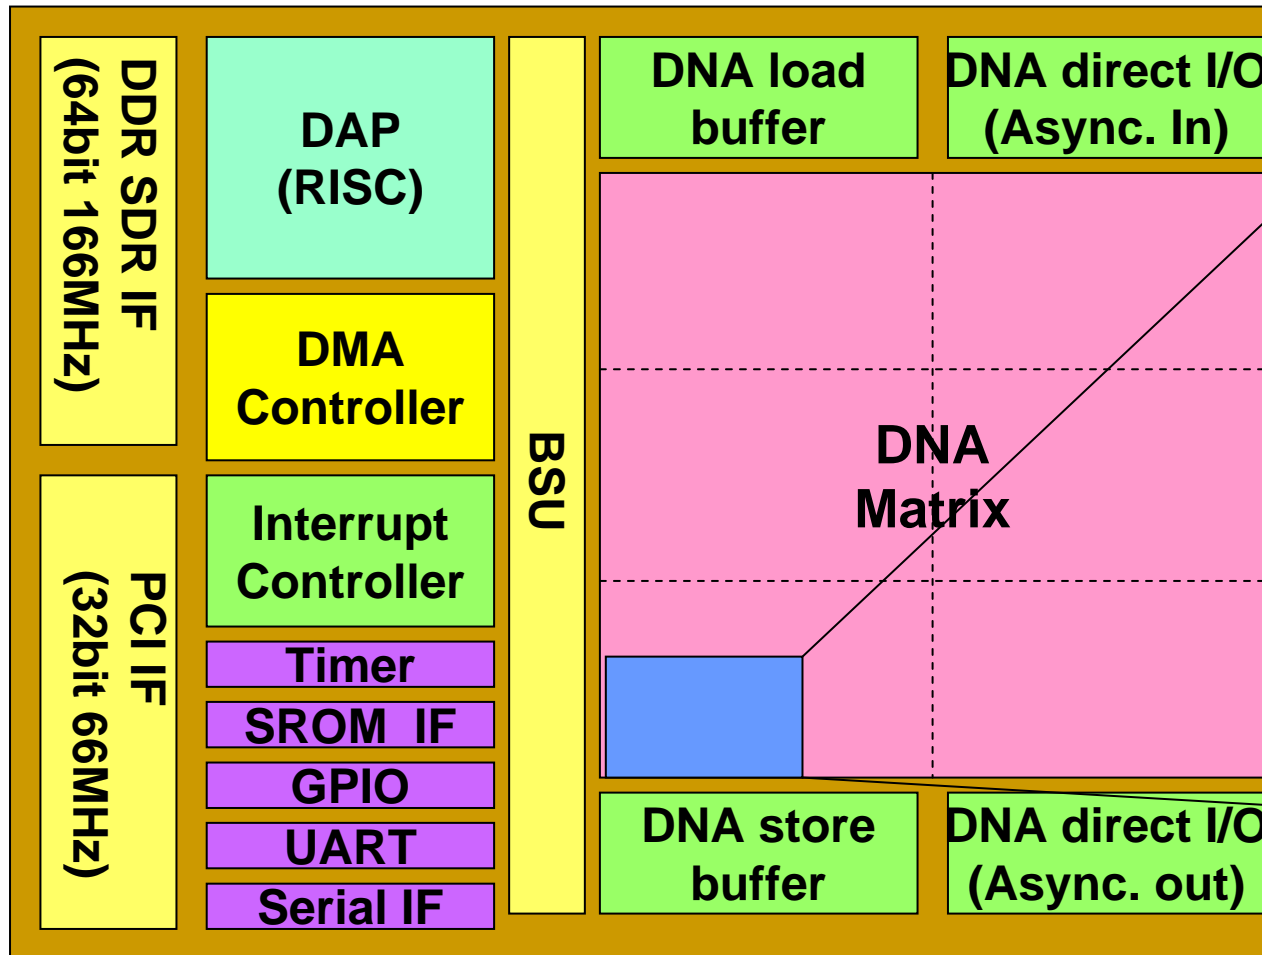 DDR SDR IF
(64bit 166MHz)
PCI IF
(32bit 66MHz)
DAP
(RISC)
DMA
Controller
Interrupt
Controller
Timer
SROM IF
GPIO
UART
Serial IF
BSU
DNA load
buffer
DNA direct I/O
(Async. In)
DNA
Matrix
DNA store
buffer
DNA direct I/O
(Async. out)